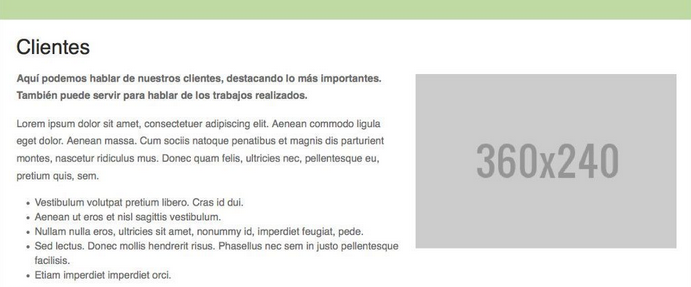 Clientes
Aquí podemos hablar de nuestros clientes, destacando lo más importantes.
También puede servir para hablar de los trabajos realizados.
Lorem ipsum dolor sit amet, consectetuer adipiscing elit. Aenean commodo ligula
eget dolor. Aenean massa. Cum sociis natoque penatibus et magnis dis parturient
montes, nascetur ridiculus mus. Donec quam felis, ultricies nec, pellentesque eu,
pretium quis, sem.
• Vestibulum volutpat pretium libero. Cras id dui.
• Aenean ut eros et nisl sagittis vestibulum.
• Nullam nulla eros, ultricies sit amet, nonummy id, imperdiet feugiat, pede.
• Sed lectus. Donec mollis hendrerit risus. Phasellus nec sem in justo pellentesque
facilisis.
• Etiam imperdiet imperdiet orci.
360x240